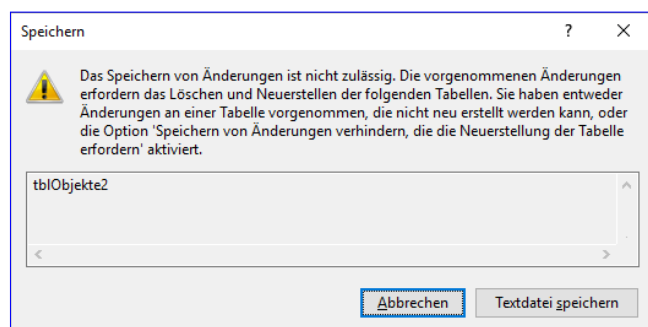 Speichern
Das Speichern von Änderungen ist nicht zulässig. Die vorgenommenen Änderungen
erfordern das Löschen und Neuerstellen der folgenden Tabellen. Sie haben entweder
Änderungen an einer Tabelle vorgenommen, die nicht neu erstellt werden kann, oder
die Option 'Speichern von Änderungen verhindern, die die Neuerstellung der Tabelle
erfordern' aktiviert.
tblObjekte2
Abbrechen
Textdatei speichern